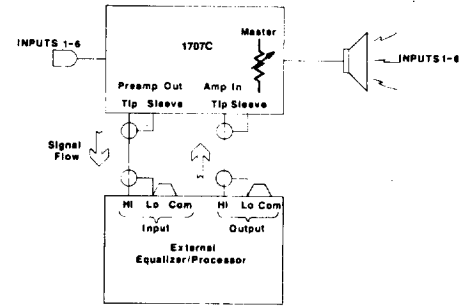 INPUTS 1-6
1707C
Master
INPUTS 1-6
Preamp Out
Amp In
Tip Sleeve
Tip Sleeve
Signal
Flow
Hi Lo Com
Hi Lo Com
Input
Output
External
Equalizer/Processor